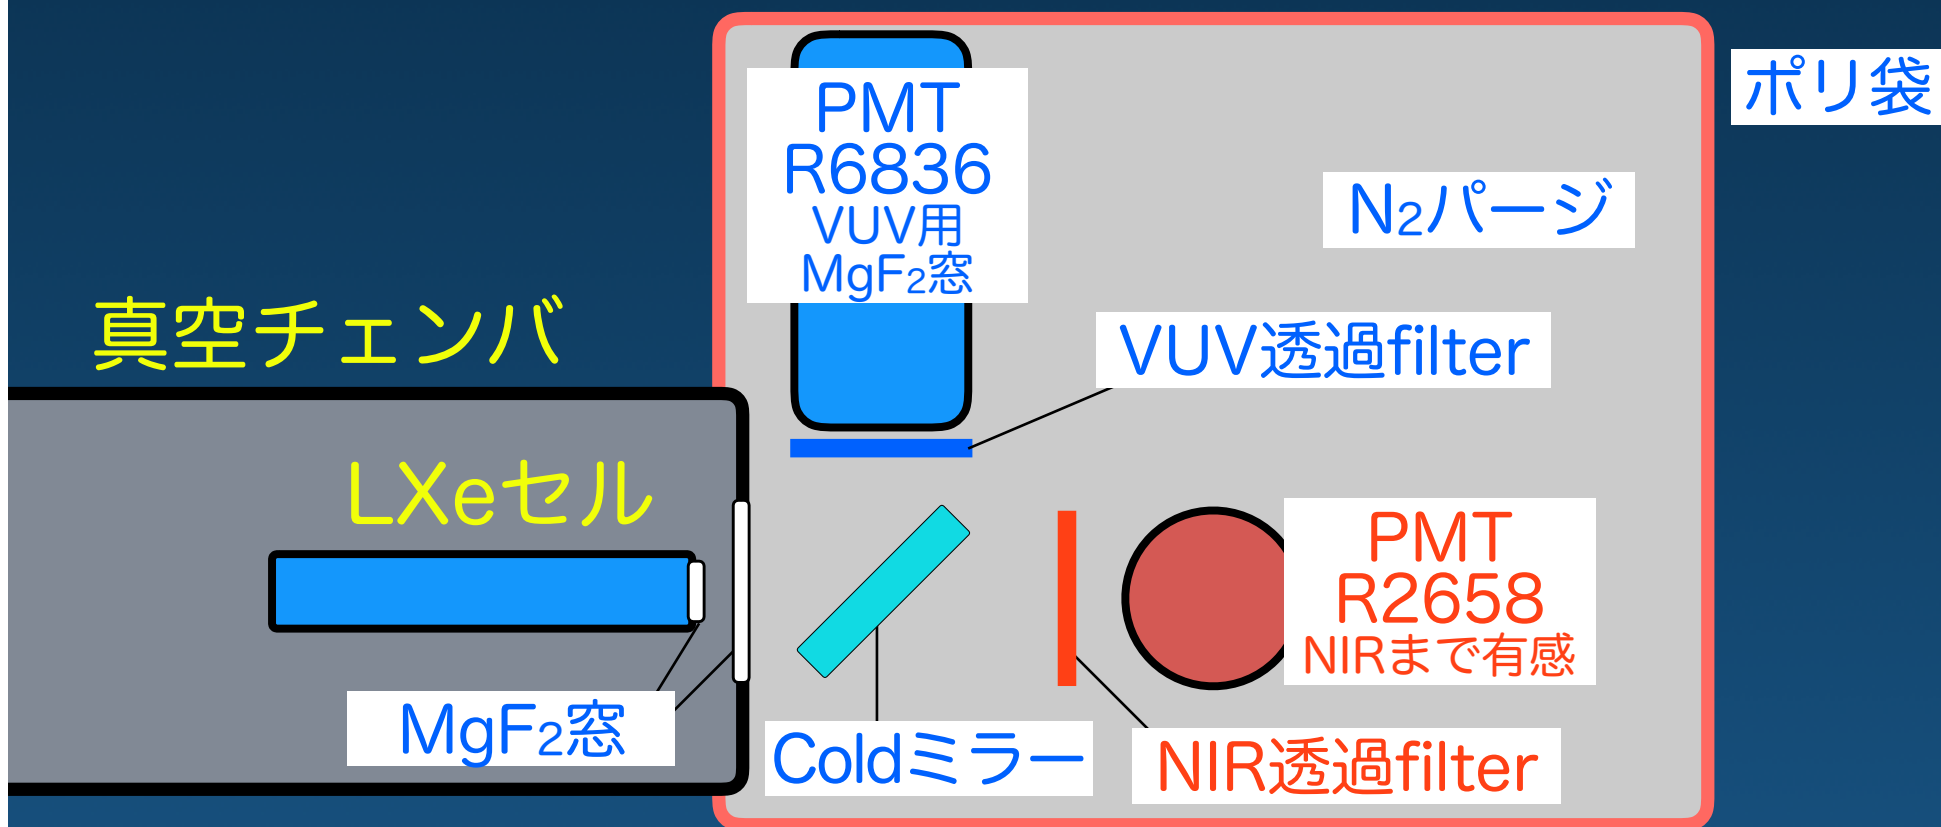 ポリ袋
PMT
R6836
VUV用
MgF₂窓
N₂パージ
真空チェンバ
VUV透過filter
LXeセル
PMT
R2658
NIRまで有感
MgF₂窓
Coldミラー
NIR透過filter